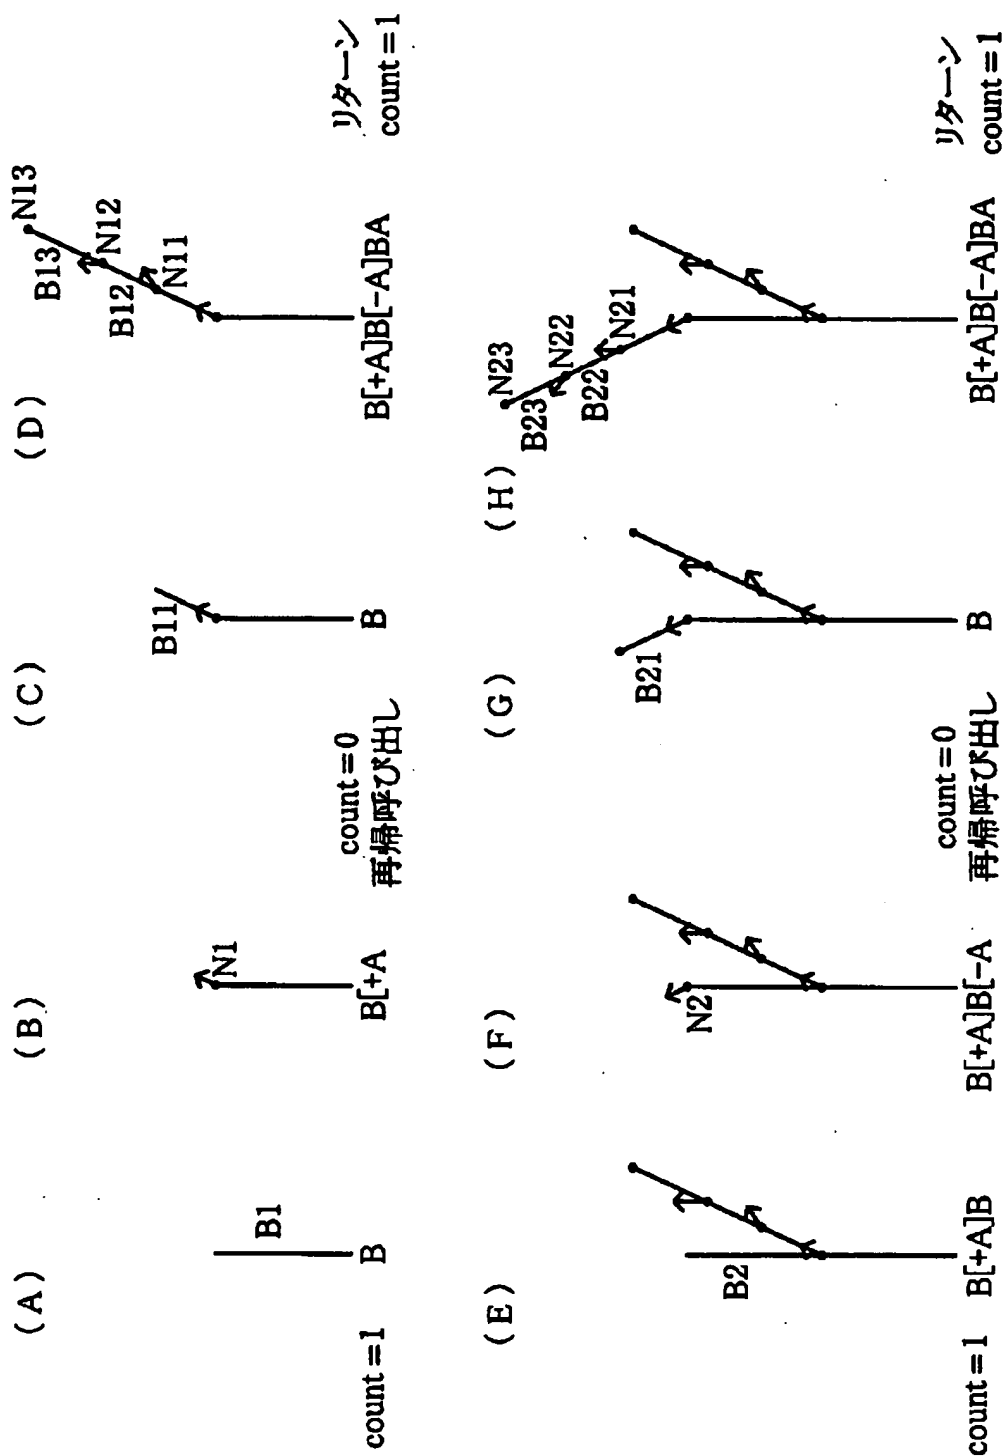 (A)
B1
B
count=1
(B)
N1
B[+A
count=0
再帰呼び出し
(C)
B11
B
(D)
N13
B13
N12
B12
N11
B[+A]B[-A]BA
リターン
count=1
(E)
B2
B[+A]B
count=1
(F)
N2
B[+A]B[-A
count=0
再帰呼び出し
(G)
B21
B
(H)
N23
B23
N22
B22
N21
B[+A]B[-A]BA
リターン
count=1